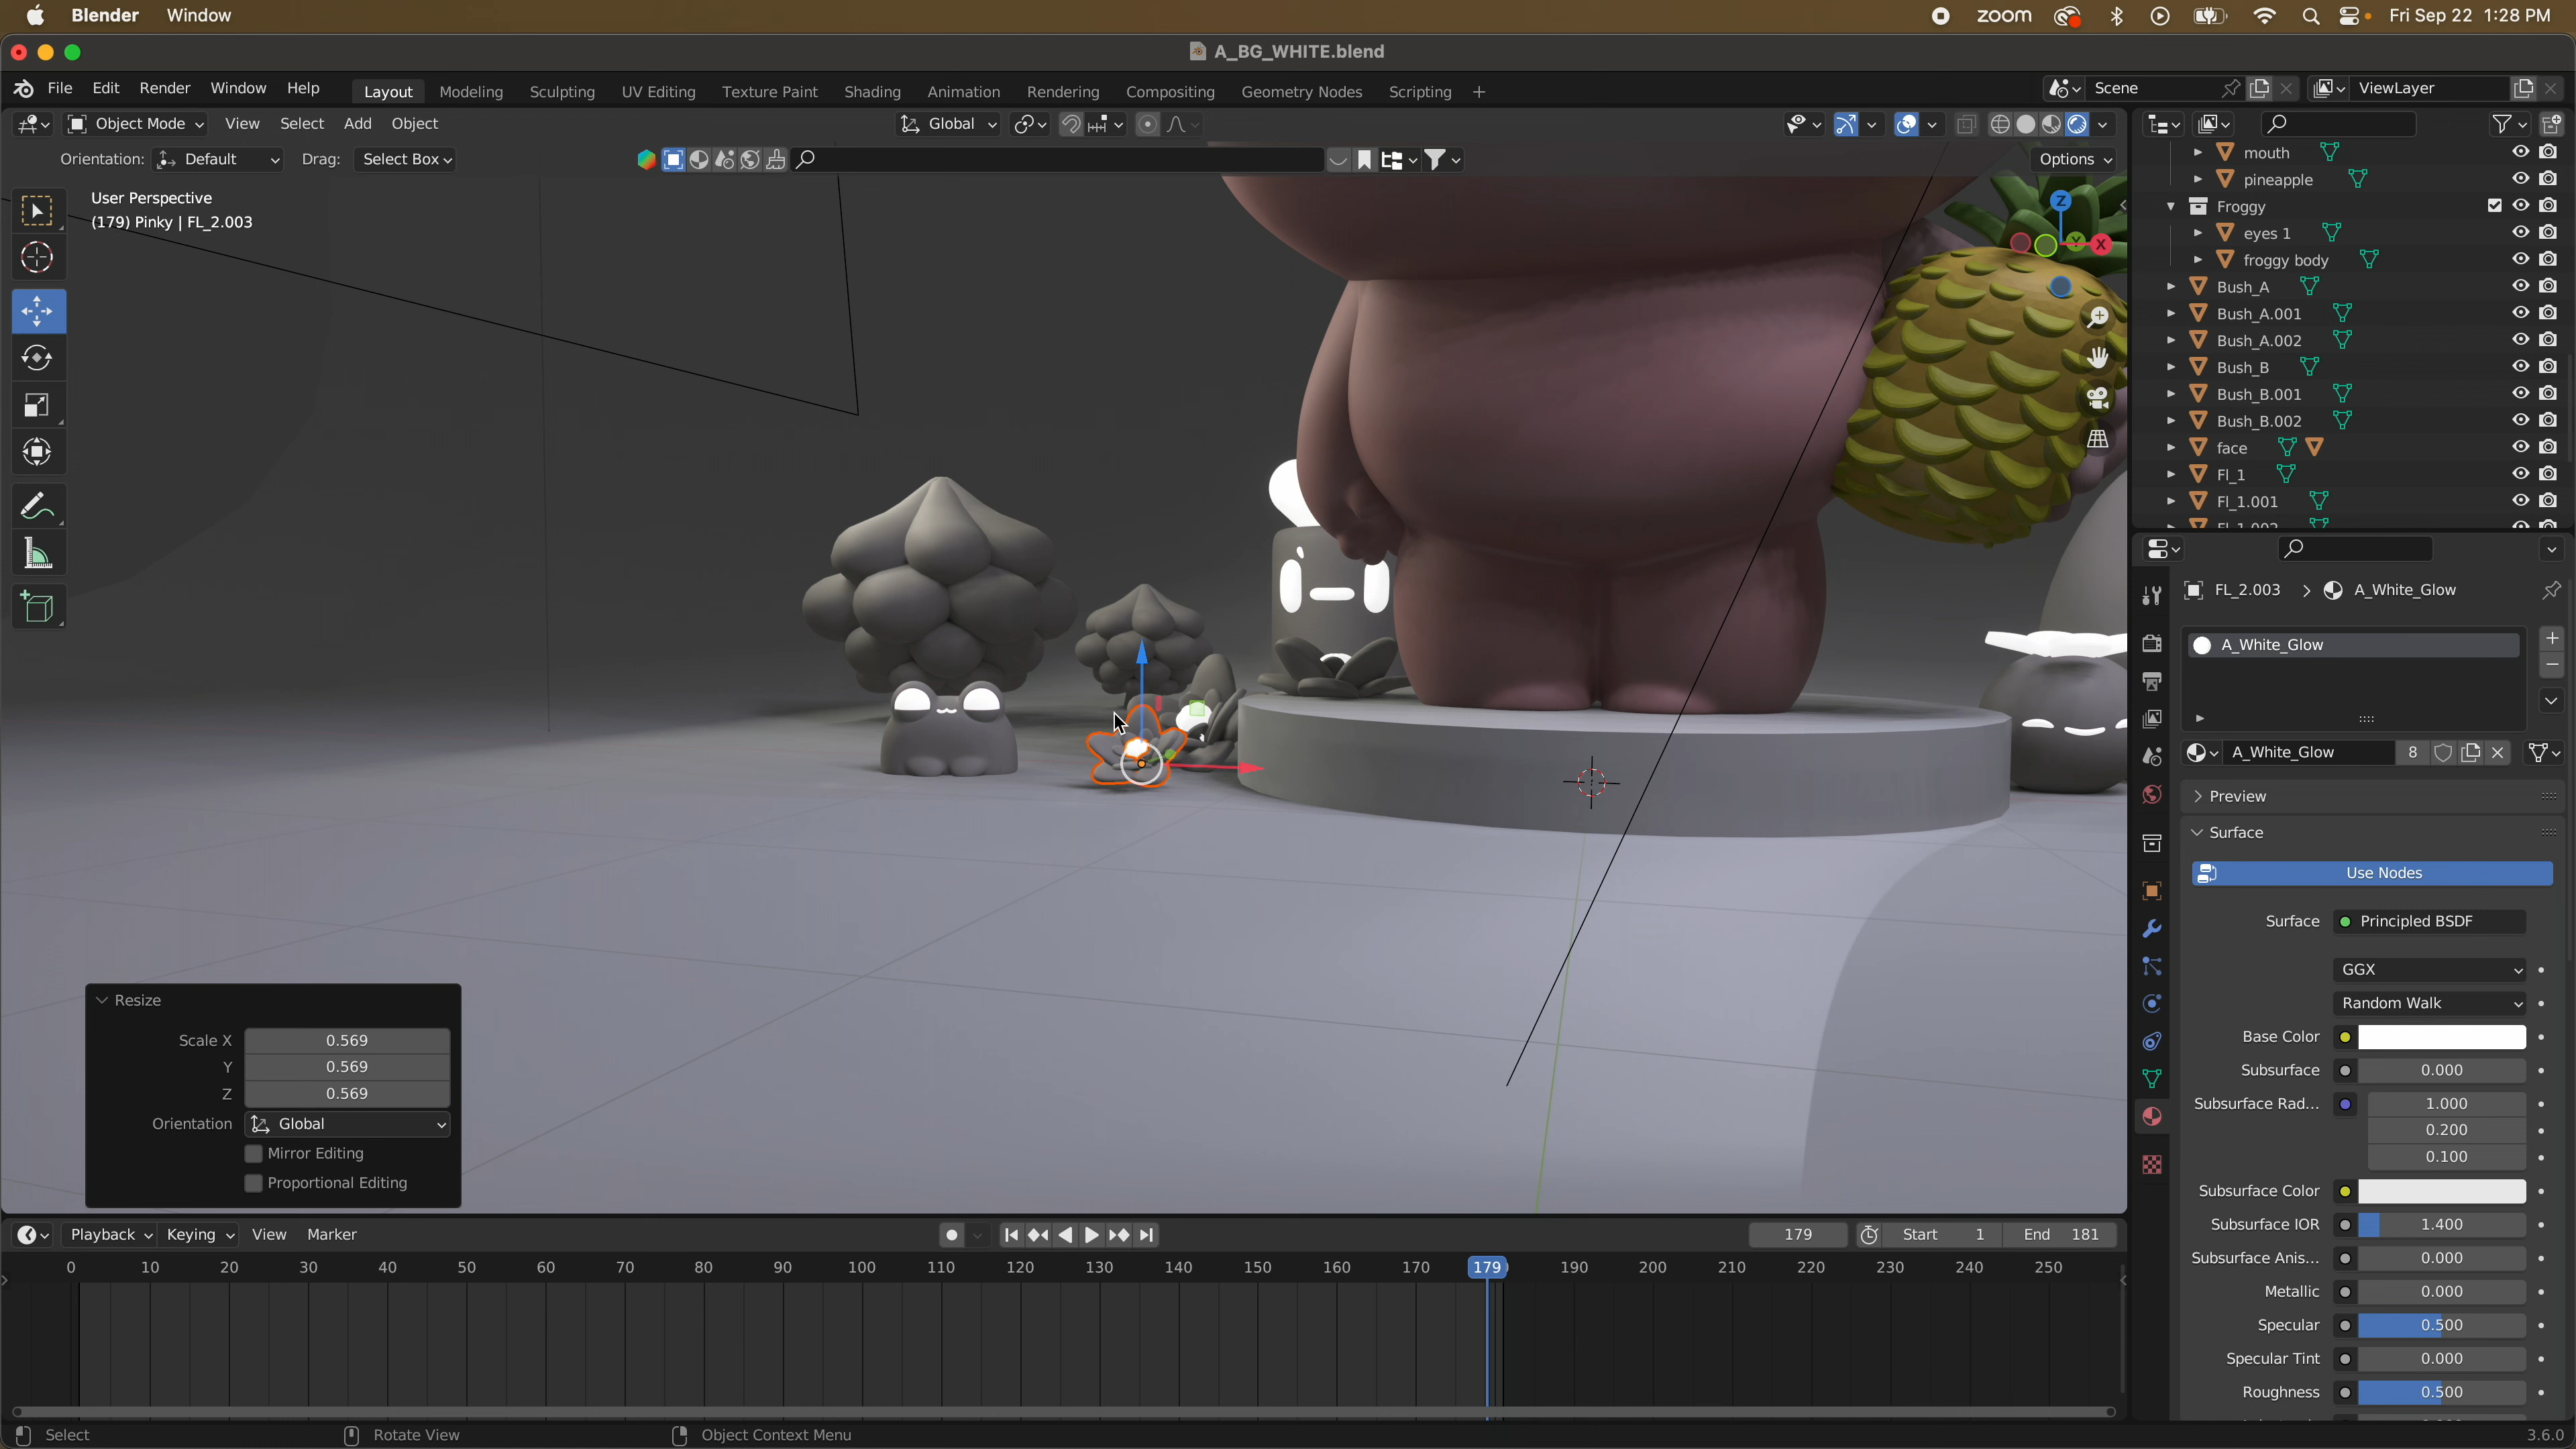 Blender Window zoom Fri Sep 22 1:28 PM
A_BG_WHITE.blend
File Edit Render Window Help Layout Modeling Sculpting UV Editing Texture Paint Shading Animation Rendering Compositing Geometry Nodes Scripting + Scene ViewLayer
Object Mode View Select Add Object Global
Orientation: Default Drag: Select Box Options
User Perspective
(179) Pinky | FL_2.003
Z
Y
X
mouth
pineapple
Froggy
eyes 1
froggy body
Bush_A
Bush_A.001
Bush_A.002
Bush_B
Bush_B.001
Bush_B.002
face
Fl_1
Fl_1.001
FL_2.003 > A_White_Glow
A_White_Glow
A_White_Glow 8
Preview
Surface
Use Nodes
Surface Principled BSDF
GGX
Random Walk
Base Color
Subsurface 0.000
Subsurface Rad... 1.000
0.200
0.100
Subsurface Color
Subsurface IOR 1.400
Subsurface Anis... 0.000
Metallic 0.000
Specular 0.500
Specular Tint 0.000
Roughness 0.500
Resize
Scale X 0.569
Y 0.569
Z 0.569
Orientation Global
Mirror Editing
Proportional Editing
Playback Keying View Marker 179 Start 1 End 181
0 10 20 30 40 50 60 70 80 90 100 110 120 130 140 150 160 170 179 190 200 210 220 230 240 250
Select Rotate View Object Context Menu 3.6.0